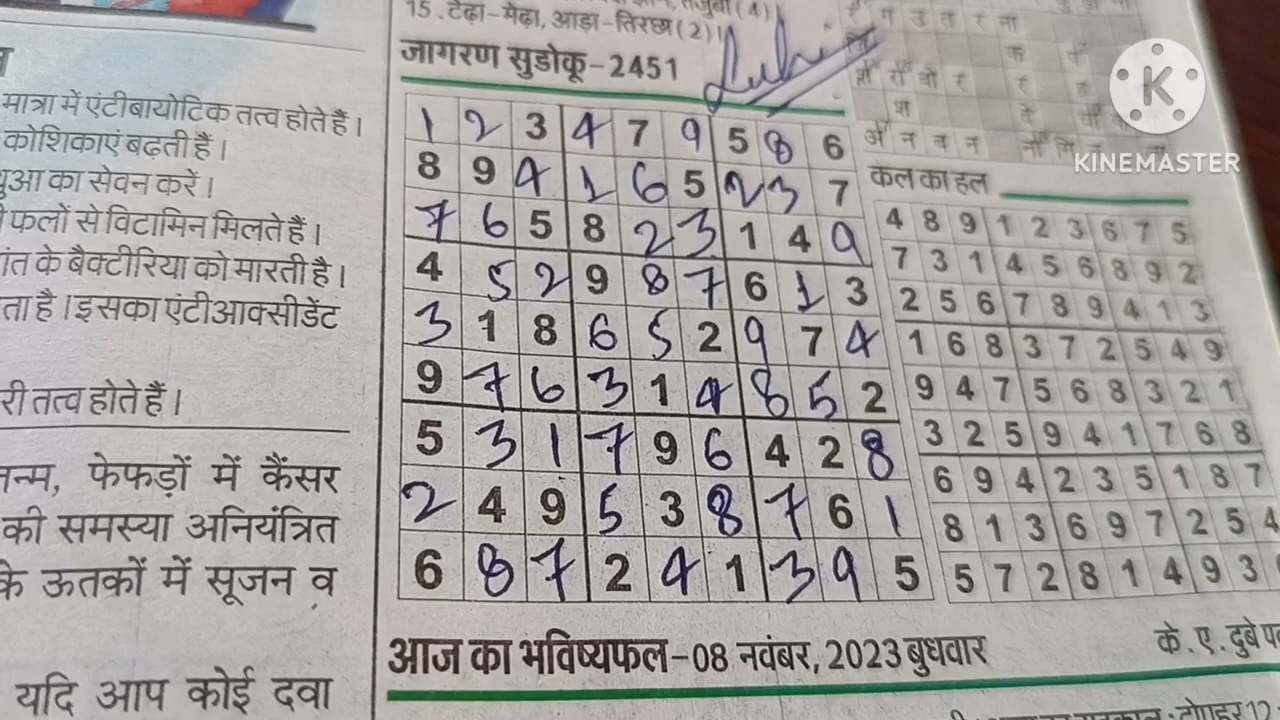 15. टेढ़ा-मेढ़ा, आड़ा-तिरछा (2)।
जागरण सुडोकू-2451
1 2 3 4 7 9 5 8 6
8 9 4 1 6 5 2 3 7
7 6 5 8 2 3 1 4 9
4 5 2 9 8 7 6 1 3
3 1 8 6 5 2 9 7 4
9 7 6 3 1 4 8 5 2
5 3 1 7 9 6 4 2 8
2 4 9 5 3 8 7 6 1
6 8 7 2 4 1 3 9 5
मात्रा में एंटीबायोटिक तत्व होते हैं।
कोशिकाएं बढ़ती हैं।
थुआ का सेवन करें।
फलों से विटामिन मिलते हैं।
के बैक्टीरिया को मारती है।
है। इसका एंटीआक्सीडेंट
री तत्व होते हैं।
फेफड़ों में कैंसर
की समस्या अनियंत्रित
के ऊतकों में सूजन व
यदि आप कोई दवा
K
KINEMASTER
कल का हल
4 8 9 1 2 3 6 7 5
7 3 1 4 5 6 8 9 2
2 5 6 7 8 9 4 1 3
1 6 8 3 7 2 5 4 9
9 4 7 5 6 8 3 2 1
3 2 5 9 4 1 7 6 8
6 9 4 2 3 5 1 8 7
8 1 3 6 9 7 2 5 4
5 7 2 8 1 4 9 3
आज का भविष्यफल-08 नवंबर, 2023 बुधवार
के. ए. दुबे